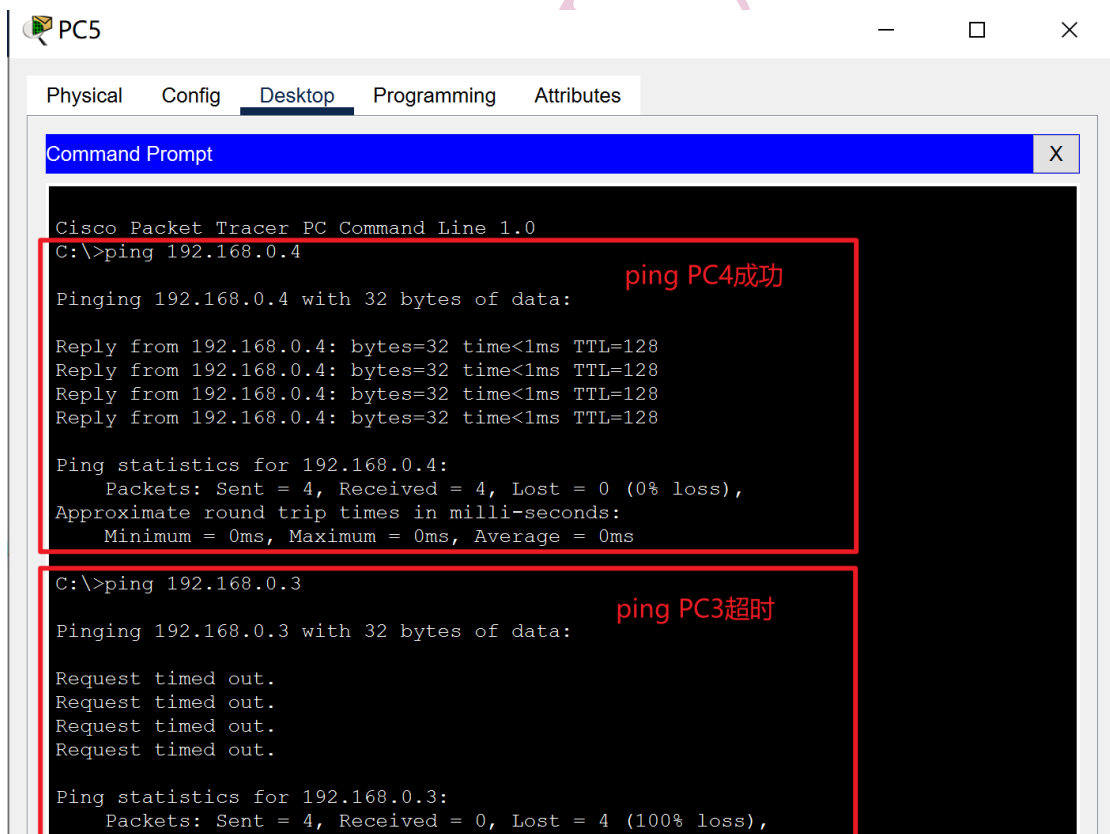 PC5
Physical Config Desktop Programming Attributes
Command Prompt
X
Cisco Packet Tracer PC Command Line 1.0
C:\>ping 192.168.0.4
ping PC4成功
Pinging 192.168.0.4 with 32 bytes of data:
Reply from 192.168.0.4: bytes=32 time<1ms TTL=128
Reply from 192.168.0.4: bytes=32 time<1ms TTL=128
Reply from 192.168.0.4: bytes=32 time<1ms TTL=128
Reply from 192.168.0.4: bytes=32 time<1ms TTL=128
Ping statistics for 192.168.0.4:
Packets: Sent = 4, Received = 4, Lost = 0 (0% loss),
Approximate round trip times in milli-seconds:
Minimum = 0ms, Maximum = 0ms, Average = 0ms
C:\>ping 192.168.0.3
ping PC3超时
Pinging 192.168.0.3 with 32 bytes of data:
Request timed out.
Request timed out.
Request timed out.
Request timed out.
Ping statistics for 192.168.0.3:
Packets: Sent = 4, Received = 0, Lost = 4 (100% loss),